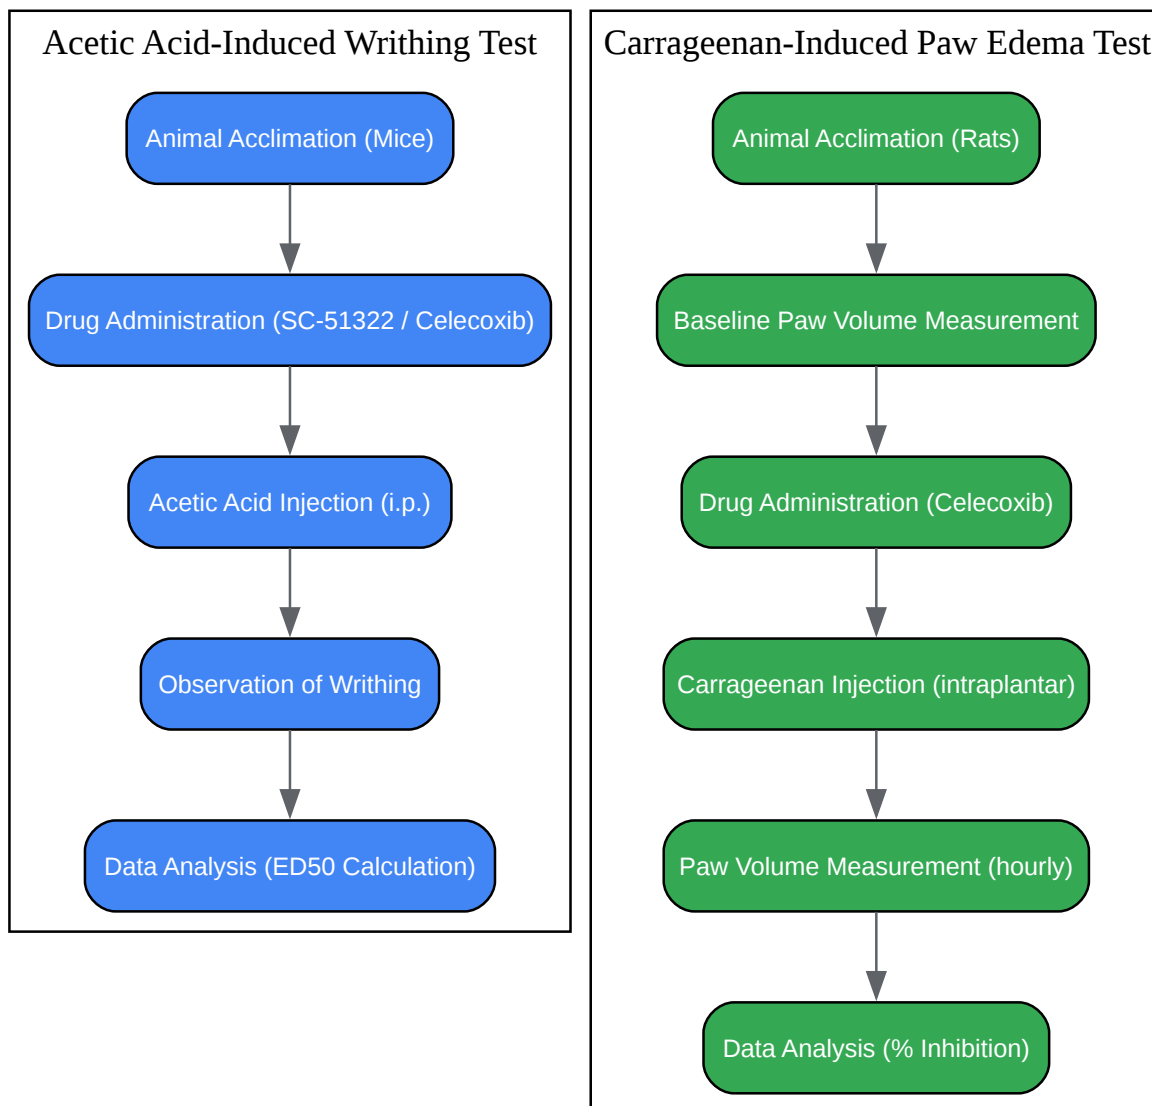 Acetic Acid-Induced Writhing Test
Animal Acclimation (Mice)
Drug Administration (SC-51322 / Celecoxib)
Acetic Acid Injection (i.p.)
Observation of Writhing
Data Analysis (ED50 Calculation)
Carrageenan-Induced Paw Edema Test
Animal Acclimation (Rats)
Baseline Paw Volume Measurement
Drug Administration (Celecoxib)
Carrageenan Injection (intraplantar)
Paw Volume Measurement (hourly)
Data Analysis (% Inhibition)